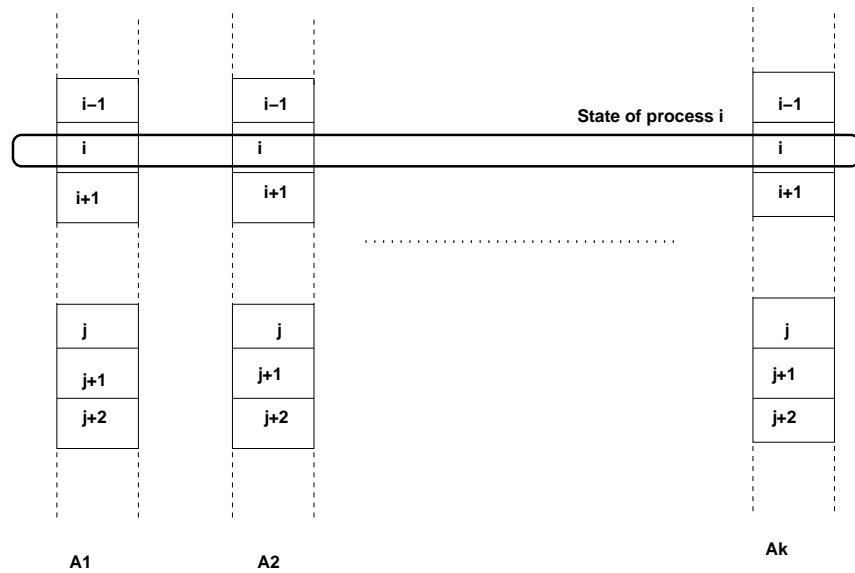 i−1
i−1
i−1
State of process i
i
i
i
i+1
i+1
i+1
j
j
j
j+1
j+1
j+1
j+2
j+2
j+2
A1
A2
Ak